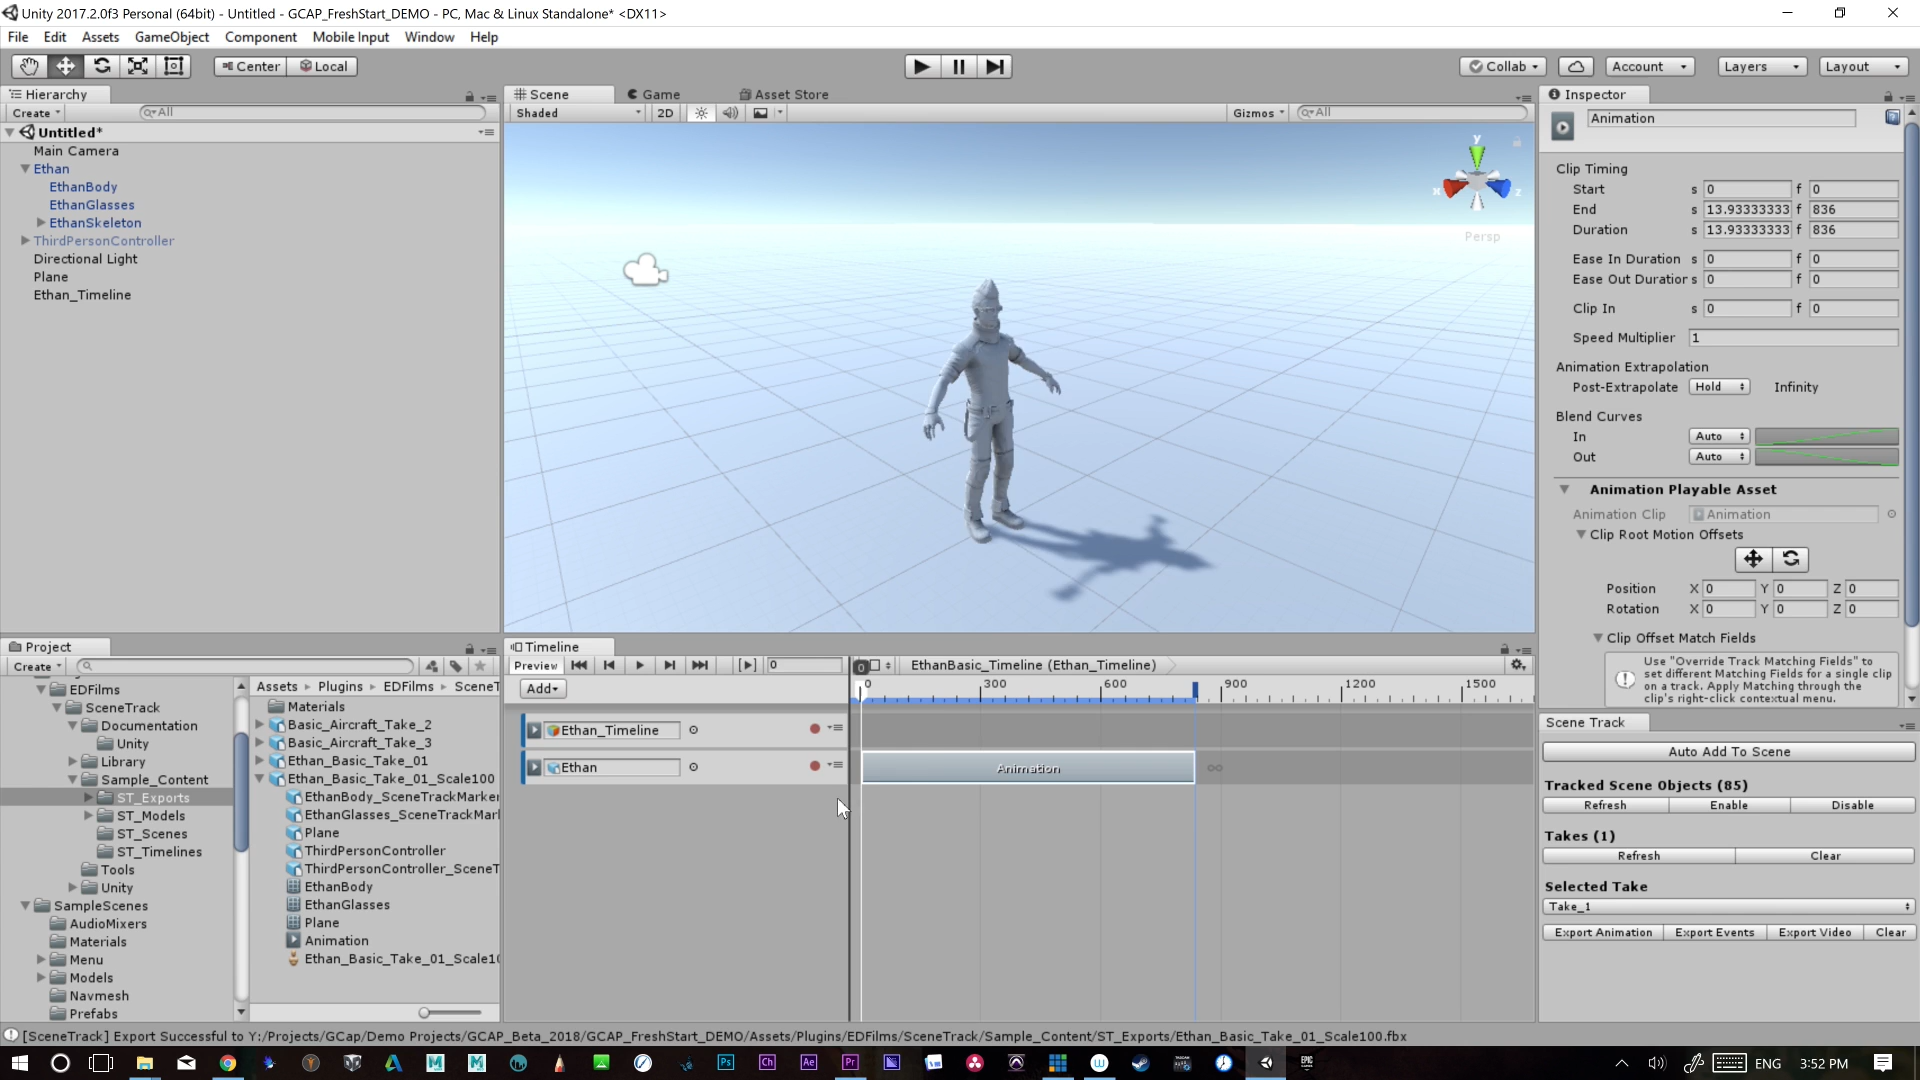 Unity 2017.2.0f3 Personal (64bit) - Untitled - GCAP_FreshStart_DEMO - PC, Mac & Linux Standalone* <DX11>
File Edit Assets GameObject Component Mobile Input Window Help
Center Local Collab Account Layers Layout
Hierarchy
Create All
Untitled*
Main Camera
Ethan
EthanBody
EthanGlasses
EthanSkeleton
ThirdPersonController
Directional Light
Plane
Ethan_Timeline
Scene Game Asset Store
Shaded 2D Gizmos All
y
x z
Persp
Inspector
Animation
Clip Timing
Start s 0 f 0
End s 13.93333333 f 836
Duration s 13.93333333 f 836
Ease In Duration s 0 f 0
Ease Out Duration s 0 f 0
Clip In s 0 f 0
Speed Multiplier 1
Animation Extrapolation
Post-Extrapolate Hold Infinity
Blend Curves
In Auto
Out Auto
Animation Playable Asset
Animation Clip Animation
Clip Root Motion Offsets
Position X 0 Y 0 Z 0
Rotation X 0 Y 0 Z 0
Clip Offset Match Fields
Use "Override Track Matching Fields" to
set different Matching Fields for a single clip
on a track. Apply Matching through the
clip's right-click contextual menu.
Project
Create
EDFilms
SceneTrack
Documentation
Unity
Library
Sample_Content
ST_Exports
ST_Models
ST_Scenes
ST_Timelines
Tools
Unity
SampleScenes
AudioMixers
Materials
Menu
Models
Navmesh
Prefabs
Assets Plugins EDFilms SceneT
Materials
Basic_Aircraft_Take_2
Basic_Aircraft_Take_3
Ethan_Basic_Take_01
Ethan_Basic_Take_01_Scale100
EthanBody_SceneTrackMarker
EthanGlasses_SceneTrackMar
Plane
ThirdPersonController
ThirdPersonController_SceneT
EthanBody
EthanGlasses
Plane
Animation
Ethan_Basic_Take_01_Scale10
Timeline
Preview 0 0 EthanBasic_Timeline (Ethan_Timeline)
Add
0 300 600 900 1200 1500
Ethan_Timeline
Ethan Animation
Scene Track
Auto Add To Scene
Tracked Scene Objects (85)
Refresh Enable Disable
Takes (1)
Refresh Clear
Selected Take
Take_1
Export Animation Export Events Export Video Clear
[SceneTrack] Export Successful to Y:/Projects/GCap/Demo Projects/GCAP_Beta_2018/GCAP_FreshStart_DEMO/Assets/Plugins/EDFilms/SceneTrack/Sample_Content/ST_Exports/Ethan_Basic_Take_01_Scale100.fbx
Ps Ch Ae Pr
ENG 3:52 PM